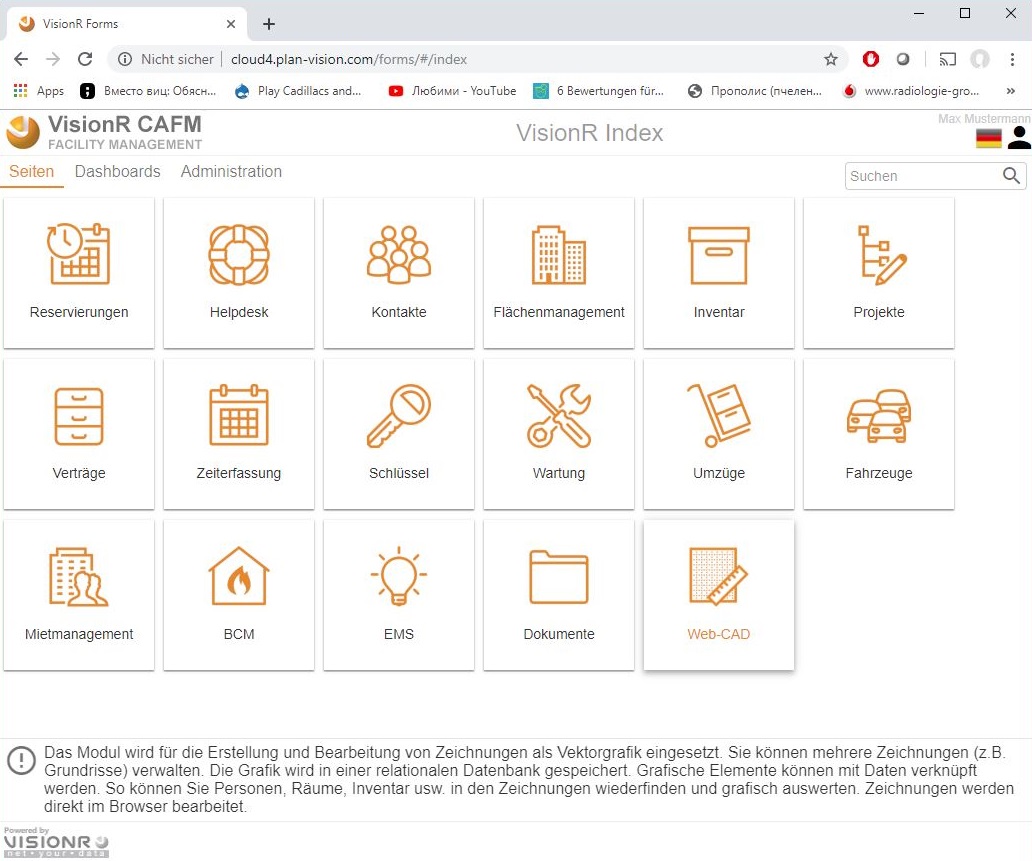 VisionR Forms
Nicht sicher | cloud4.plan-vision.com/forms/#/index
Apps Вместо виц: Обясн... Play Cadillacs and... Любими - YouTube 6 Bewertungen für... Прополис (пчелен... www.radiologie-gro... »
VisionR CAFM
FACILITY MANAGEMENT
VisionR Index
Max Mustermann
Seiten Dashboards Administration
Suchen
Reservierungen Helpdesk Kontakte Flächenmanagement Inventar Projekte
Verträge Zeiterfassung Schlüssel Wartung Umzüge Fahrzeuge
Mietmanagement BCM EMS Dokumente Web-CAD
Das Modul wird für die Erstellung und Bearbeitung von Zeichnungen als Vektorgrafik eingesetzt. Sie können mehrere Zeichnungen (z.B.
Grundrisse) verwalten. Die Grafik wird in einer relationalen Datenbank gespeichert. Grafische Elemente können mit Daten verknüpft
werden. So können Sie Personen, Räume, Inventar usw. in den Zeichnungen wiederfinden und grafisch auswerten. Zeichnungen werden
direkt im Browser bearbeitet.
Powered by
VISIONR
net • your • data